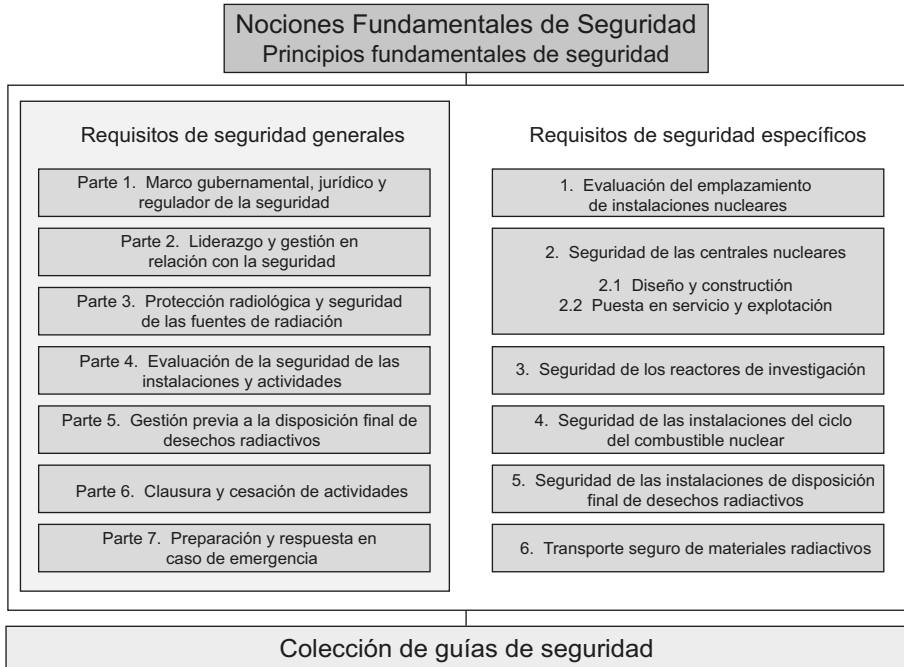 Nociones Fundamentales de Seguridad
Principios fundamentales de seguridad
Requisitos de seguridad generales
Parte 1. Marco gubernamental, jurídico y
regulador de la seguridad
Parte 2. Liderazgo y gestión en
relación con la seguridad
Parte 3. Protección radiológica y seguridad
de las fuentes de radiación
Parte 4. Evaluación de la seguridad de las
instalaciones y actividades
Parte 5. Gestión previa a la disposición final de
desechos radiactivos
Parte 6. Clausura y cesación de actividades
Parte 7. Preparación y respuesta en
caso de emergencia
Requisitos de seguridad específicos
1. Evaluación del emplazamiento
de instalaciones nucleares
2. Seguridad de las centrales nucleares
2.1 Diseño y constructión
2.2 Puesta en servicio y explotación
3. Seguridad de los reactores de investigación
4. Seguridad de las instalaciones del ciclo
del combustible nuclear
5. Seguridad de las instalaciones de disposición
final de desechos radiactivos
6. Transporte seguro de materiales radiactivos
Colección de guías de seguridad